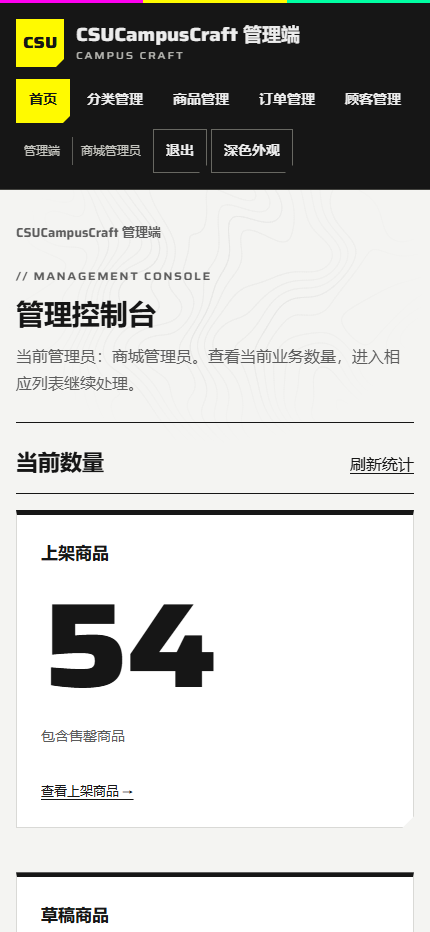 CSU
CSUCampusCraft 管理端
CAMPUS CRAFT
首页 分类管理 商品管理 订单管理 顾客管理
管理端 商城管理员 退出 深色外观
CSUCampusCraft 管理端
// MANAGEMENT CONSOLE
管理控制台
当前管理员：商城管理员。查看当前业务数量，进入相
应列表继续处理。
当前数量 刷新统计
上架商品
54
包含售罄商品
查看上架商品→
草稿商品